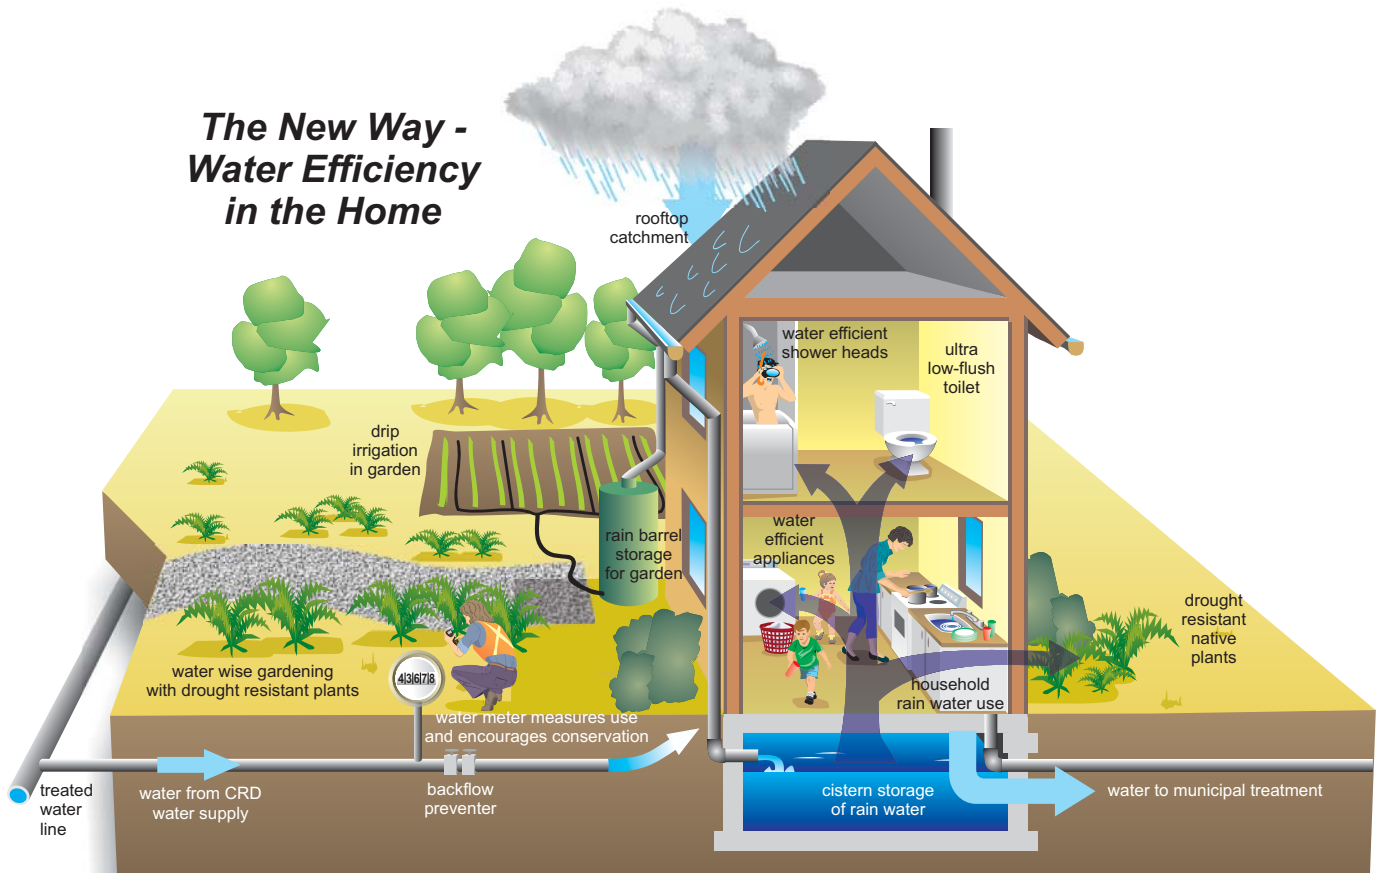 The New Way -
Water Efficiency
in the Home
rooftop
catchment
water efficient
shower heads
ultra
low-flush
toilet
drip
irrigation
in garden
rain barrel
storage
for garden
water
efficient
appliances
drought
resistant
native
plants
water wise gardening
with drought resistant plants
43678
household
rain water use
water meter measures use
and encourages conservation
treated
water
line
water from CRD
water supply
backflow
preventer
cistern storage
of rain water
water to municipal treatment